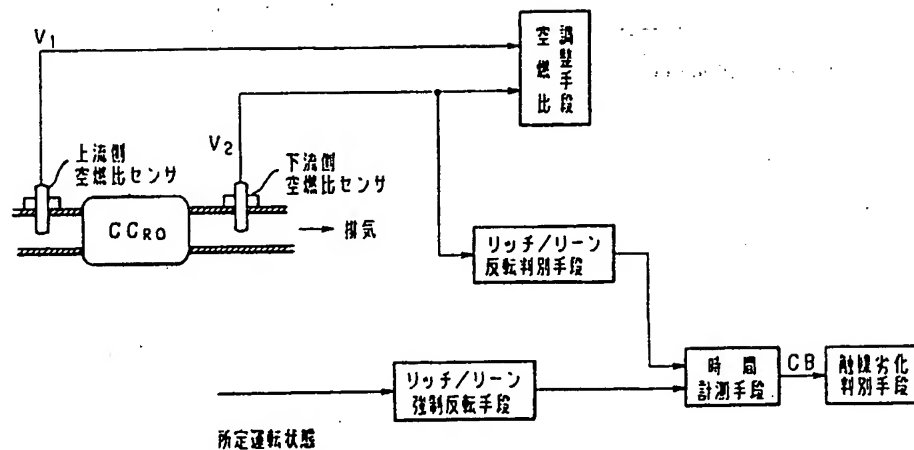 V1
空燃比
調整手段
V2
上流側
空燃比センサ
下流側
空燃比センサ
CCRO
排気
リッチ/リーン
反転判別手段
リッチ/リーン
強制反転手段
時間
計測手段
CB
触媒劣化
判別手段
所定運転状態